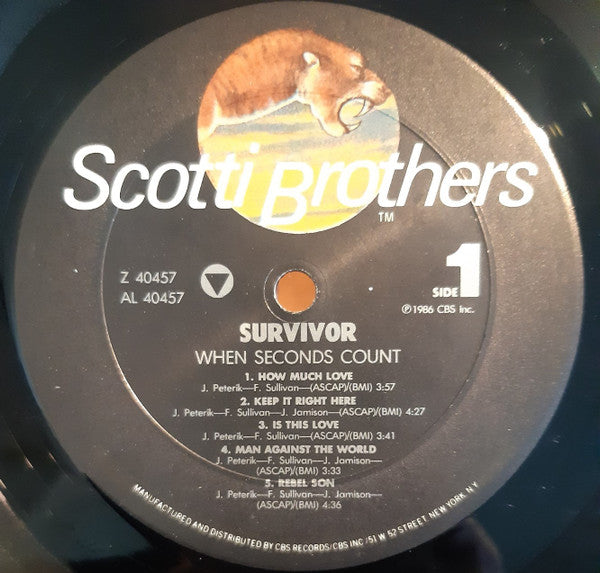 Scotti Brothers
TM
Z 40457
AL 40457
SIDE 1
℗1986 CBS Inc.
SURVIVOR
WHEN SECONDS COUNT
1. HOW MUCH LOVE
J. Peterik—F. Sullivan—(ASCAP)/(BMI) 3:57
2. KEEP IT RIGHT HERE
J. Peterik—F. Sullivan—J. Jamison—(ASCAP)/(BMI) 4:27
3. IS THIS LOVE
J. Peterik—F. Sullivan—(ASCAP)/(BMI) 3:41
4. MAN AGAINST THE WORLD
J. Peterik—F. Sullivan—J. Jamison—
(ASCAP)/(BMI) 3:33
5. REBEL SON
J. Peterik—F. Sullivan—J. Jamison—
(ASCAP)/(BMI) 4:36
MANUFACTURED AND DISTRIBUTED BY CBS RECORDS/CBS INC./51 W 52 STREET, NEW YORK, N.Y.